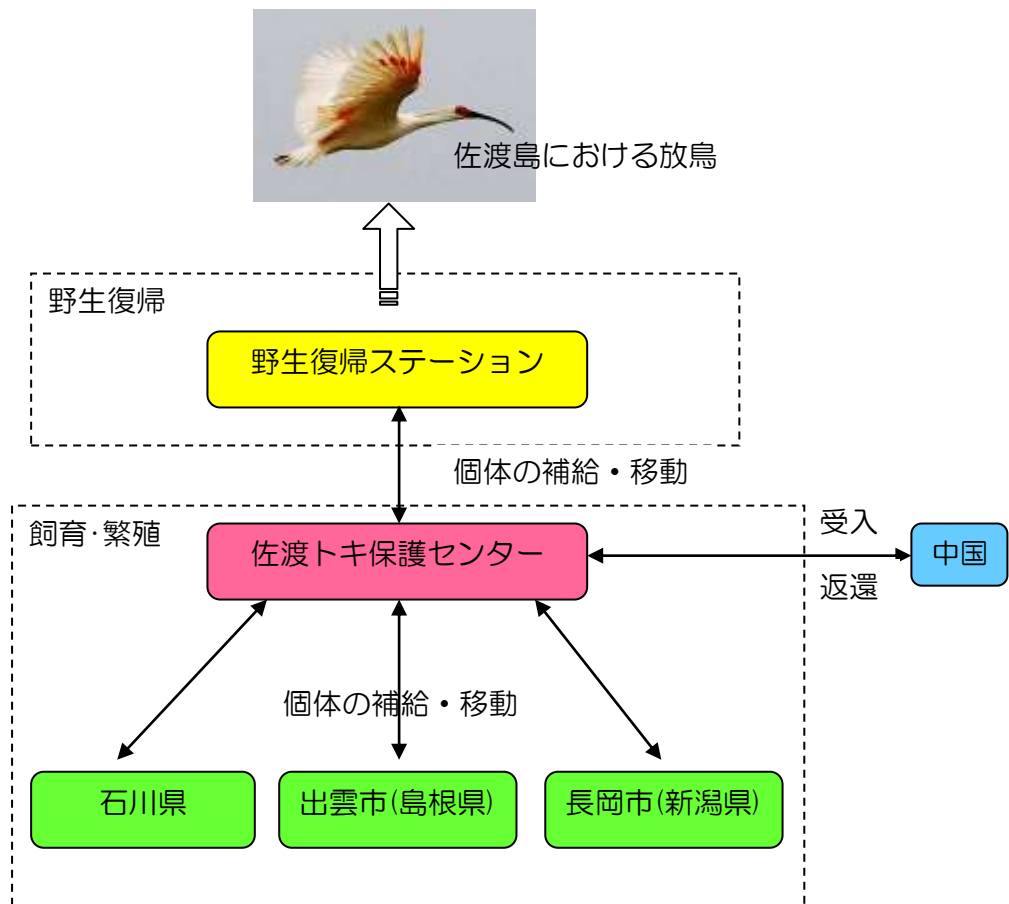 佐渡島における放鳥
野生復帰
野生復帰ステーション
個体の補給・移動
飼育･繁殖
佐渡トキ保護センター
受入
返還
中国
個体の補給・移動
石川県
出雲市(島根県)
長岡市(新潟県)